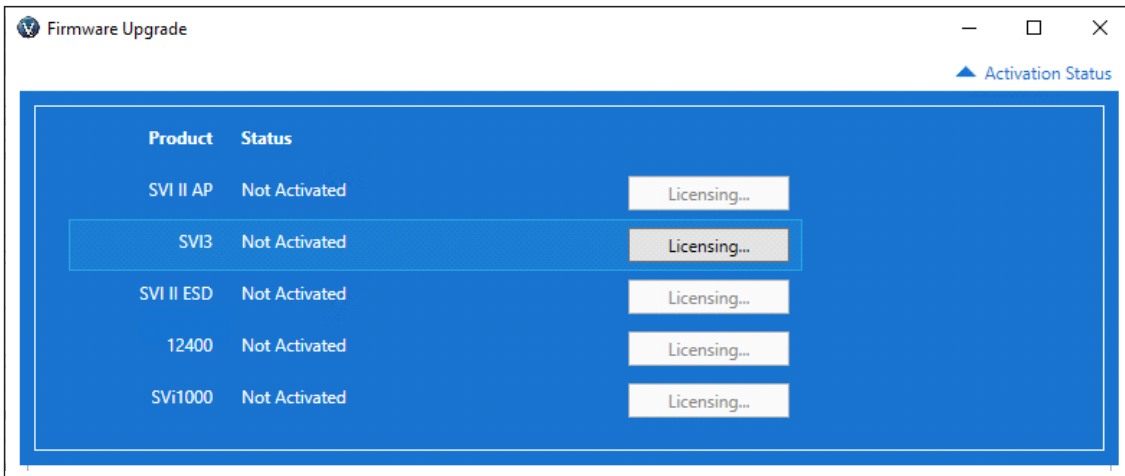 Firmware Upgrade
Activation Status
Product Status
SVI II AP Not Activated Licensing...
SVI3 Not Activated Licensing...
SVI II ESD Not Activated Licensing...
12400 Not Activated Licensing...
SVi1000 Not Activated Licensing...